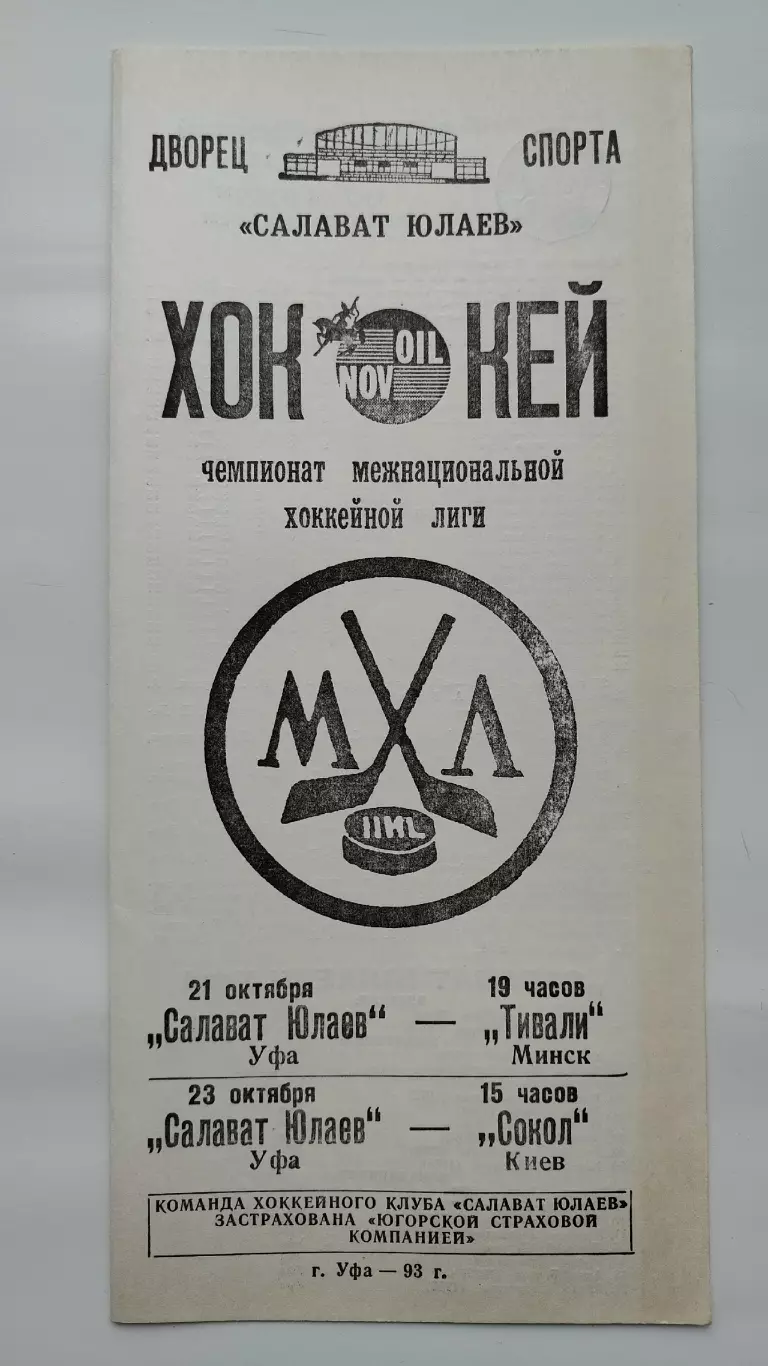 ДВОРЕЦ СПОРТА
«САЛАВАТ ЮЛАЕВ»
ХОК КЕЙ
NOV OIL
чемпионат межнациональной
хоккейной лиги
М Х Л
IIHL
21 октября 19 часов
„Салават Юлаев“ — „Тивали“
Уфа Минск
23 октября 15 часов
„Салават Юлаев“ — „Сокол“
Уфа Киев
КОМАНДА ХОККЕЙНОГО КЛУБА «САЛАВАТ ЮЛАЕВ»
ЗАСТРАХОВАНА «ЮГОРСКОЙ СТРАХОВОЙ
КОМПАНИЕЙ»
г. Уфа — 93 г.